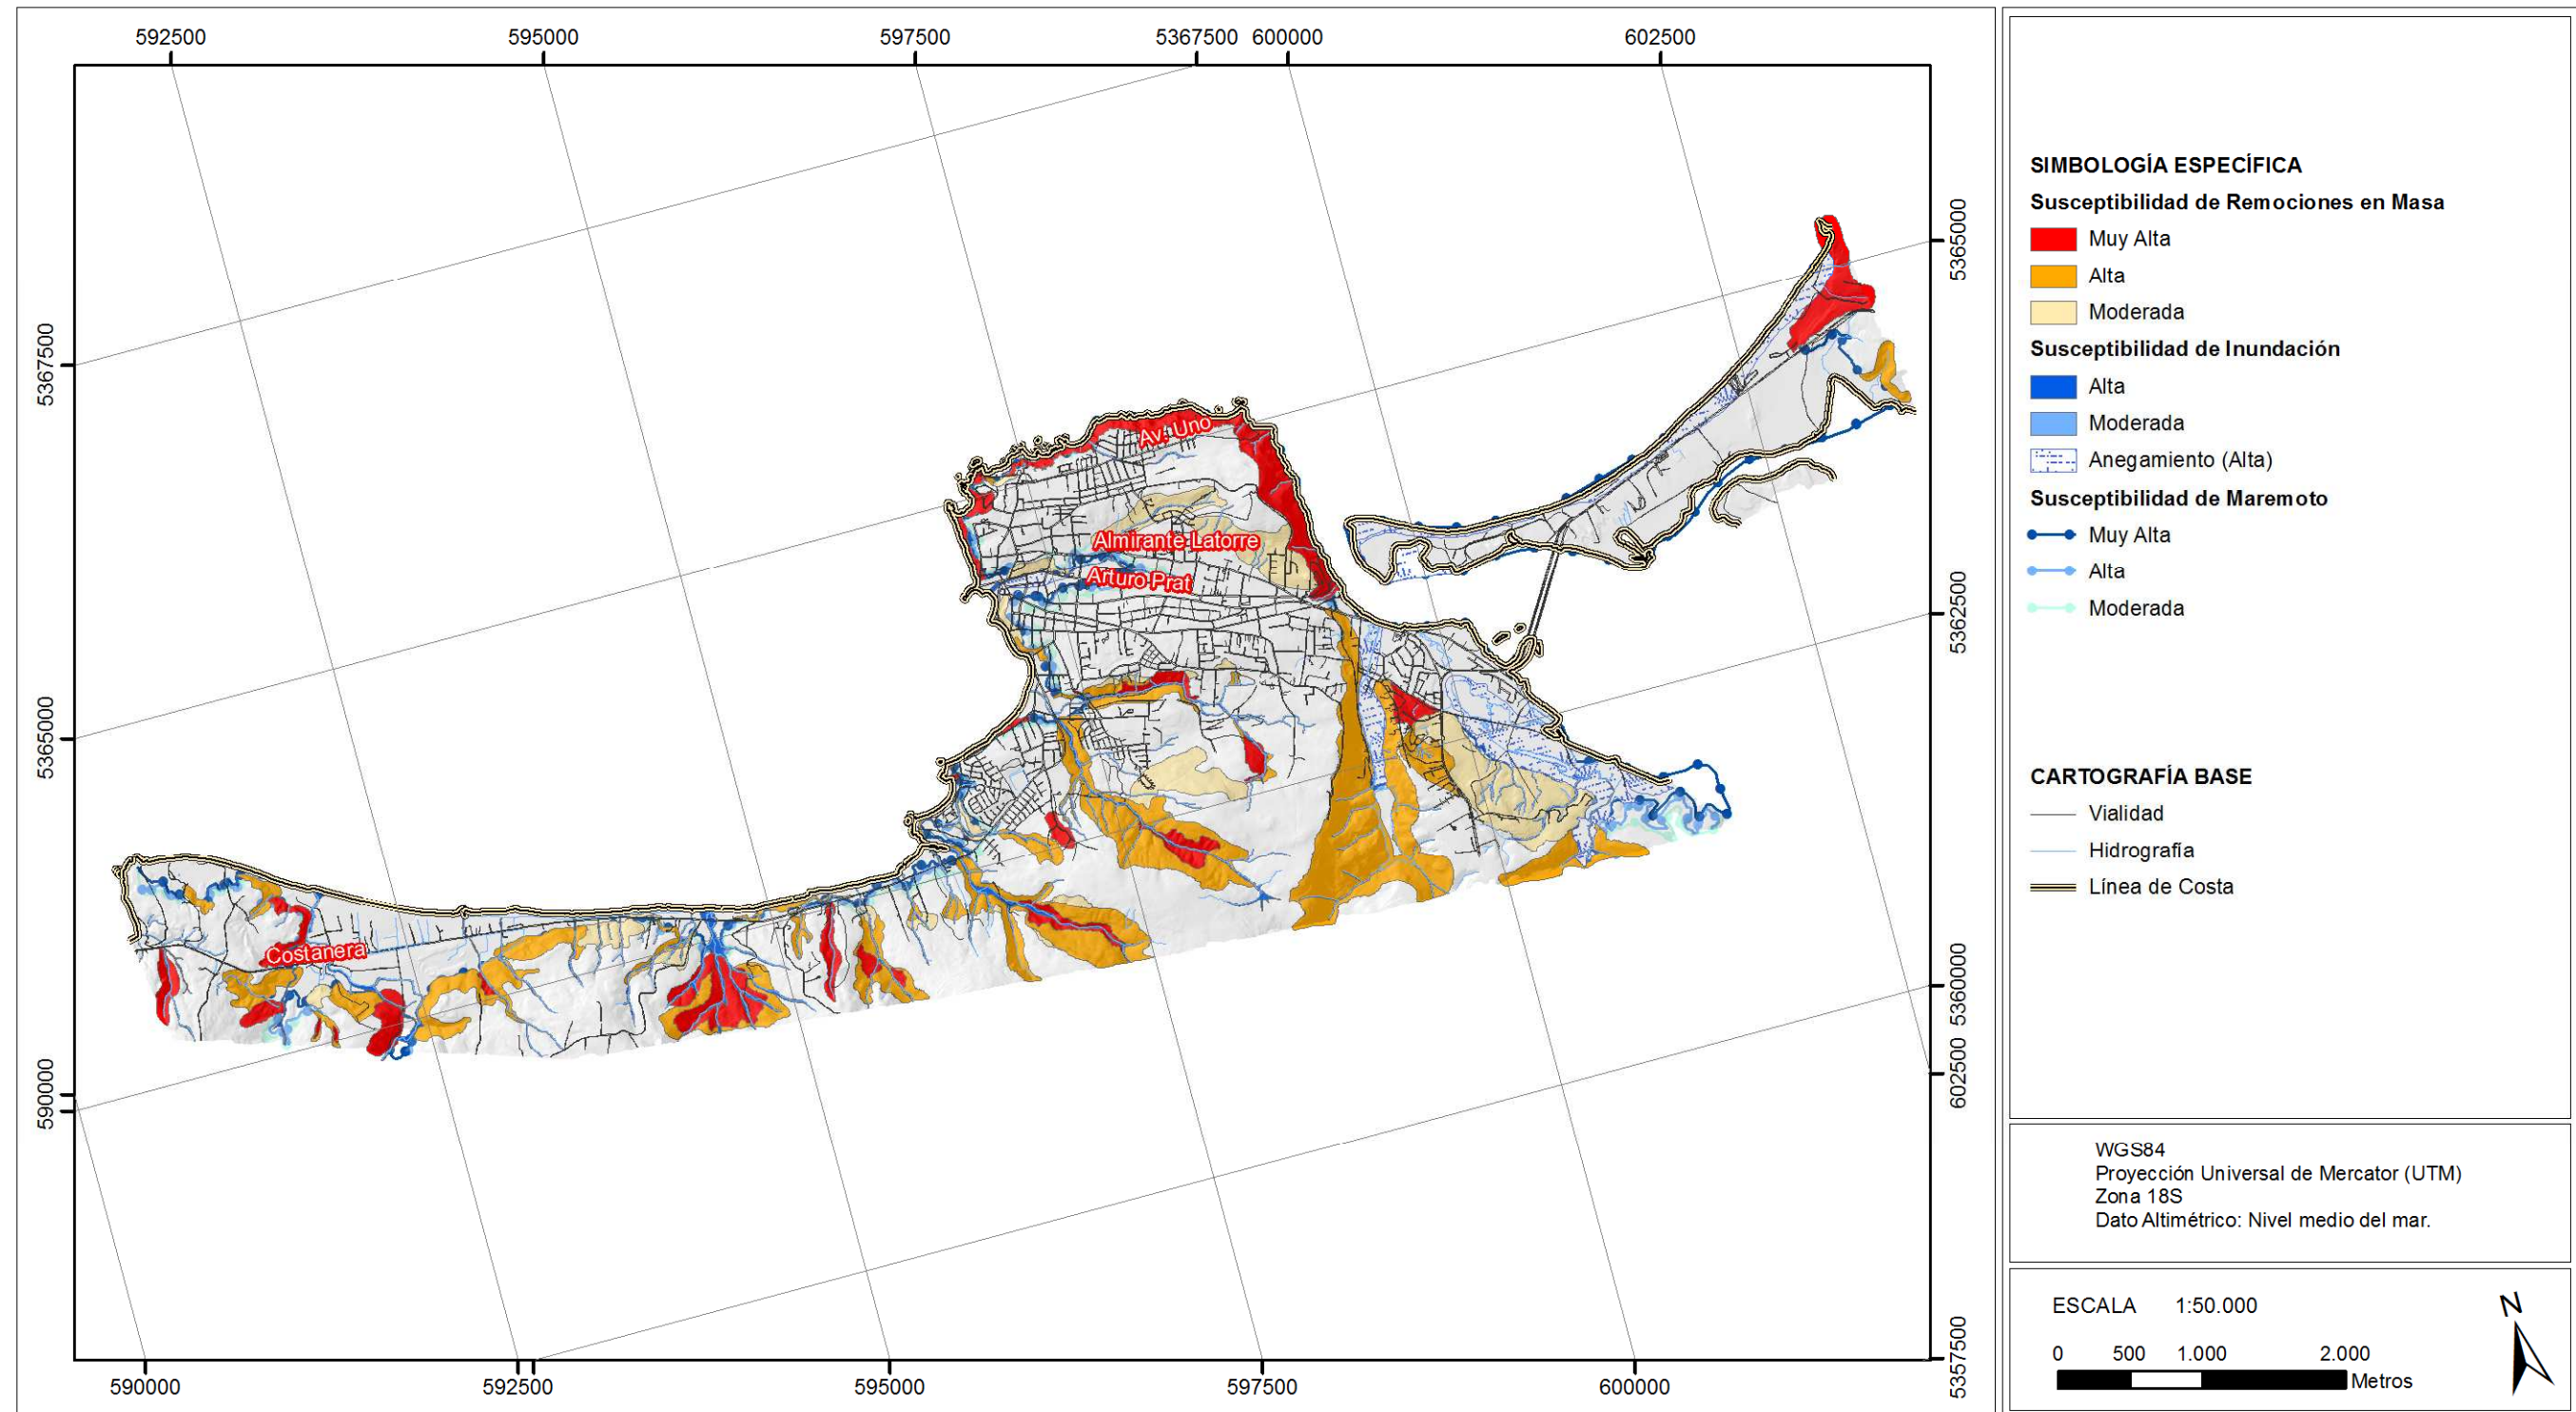 592500
595000
597500
5367500
600000
602500
5367500
5365000
590000
5365000
5362500
5360000
602500
5357500
590000
592500
595000
597500
600000
Av. Uno
Almirante Latorre
Arturo Prat
Costanera
SIMBOLOGÍA ESPECÍFICA
Susceptibilidad de Remociones en Masa
Muy Alta
Alta
Moderada
Susceptibilidad de Inundación
Alta
Moderada
Anegamiento (Alta)
Susceptibilidad de Maremoto
Muy Alta
Alta
Moderada
CARTOGRAFÍA BASE
Vialidad
Hidrografía
Línea de Costa
WGS84
Proyección Universal de Mercator (UTM)
Zona 18S
Dato Altimétrico: Nivel medio del mar.
ESCALA 1:50.000
N
0 500 1.000 2.000
Metros